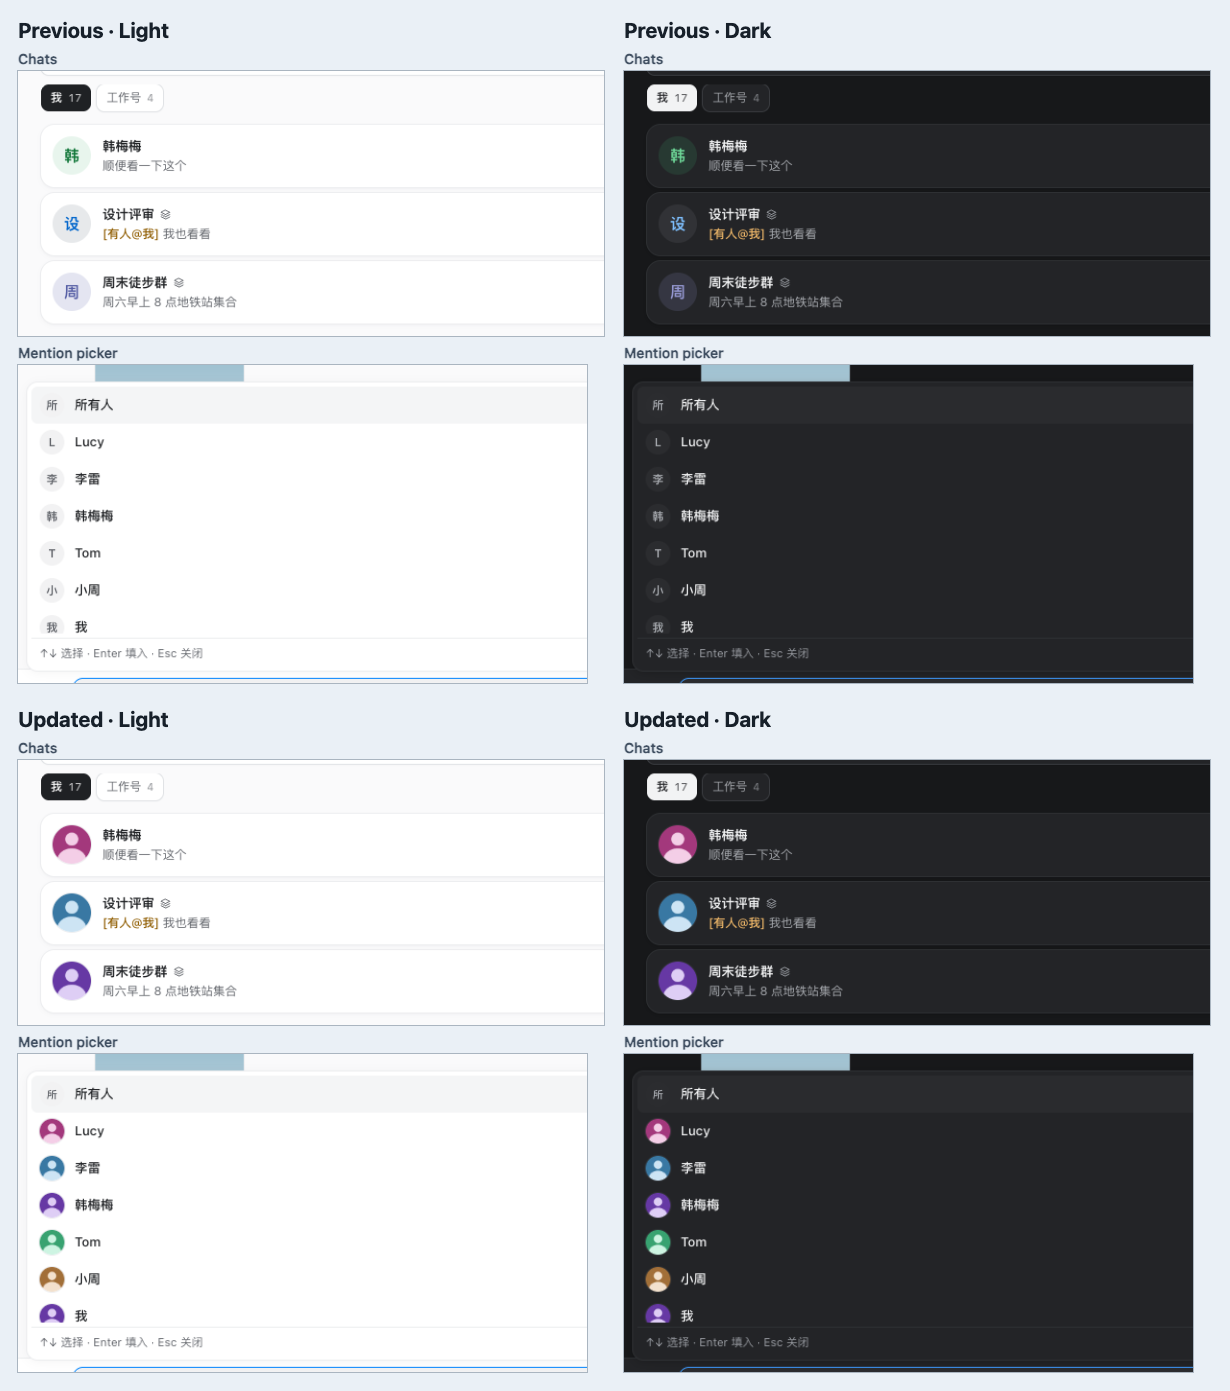 Previous · Light
Chats
我 17 工作号 4
韩 韩梅梅
顺便看一下这个
设 设计评审
[有人@我] 我也看看
周 周末徒步群
周六早上 8 点地铁站集合
Mention picker
所 所有人
L Lucy
李 李雷
韩 韩梅梅
T Tom
小 小周
我 我
↑↓ 选择 · Enter 填入 · Esc 关闭
Previous · Dark
Chats
我 17 工作号 4
韩 韩梅梅
顺便看一下这个
设 设计评审
[有人@我] 我也看看
周 周末徒步群
周六早上 8 点地铁站集合
Mention picker
所 所有人
L Lucy
李 李雷
韩 韩梅梅
T Tom
小 小周
我 我
↑↓ 选择 · Enter 填入 · Esc 关闭
Updated · Light
Chats
我 17 工作号 4
韩梅梅
顺便看一下这个
设计评审
[有人@我] 我也看看
周末徒步群
周六早上 8 点地铁站集合
Mention picker
所 所有人
Lucy
李雷
韩梅梅
Tom
小周
我
↑↓ 选择 · Enter 填入 · Esc 关闭
Updated · Dark
Chats
我 17 工作号 4
韩梅梅
顺便看一下这个
设计评审
[有人@我] 我也看看
周末徒步群
周六早上 8 点地铁站集合
Mention picker
所 所有人
Lucy
李雷
韩梅梅
Tom
小周
我
↑↓ 选择 · Enter 填入 · Esc 关闭